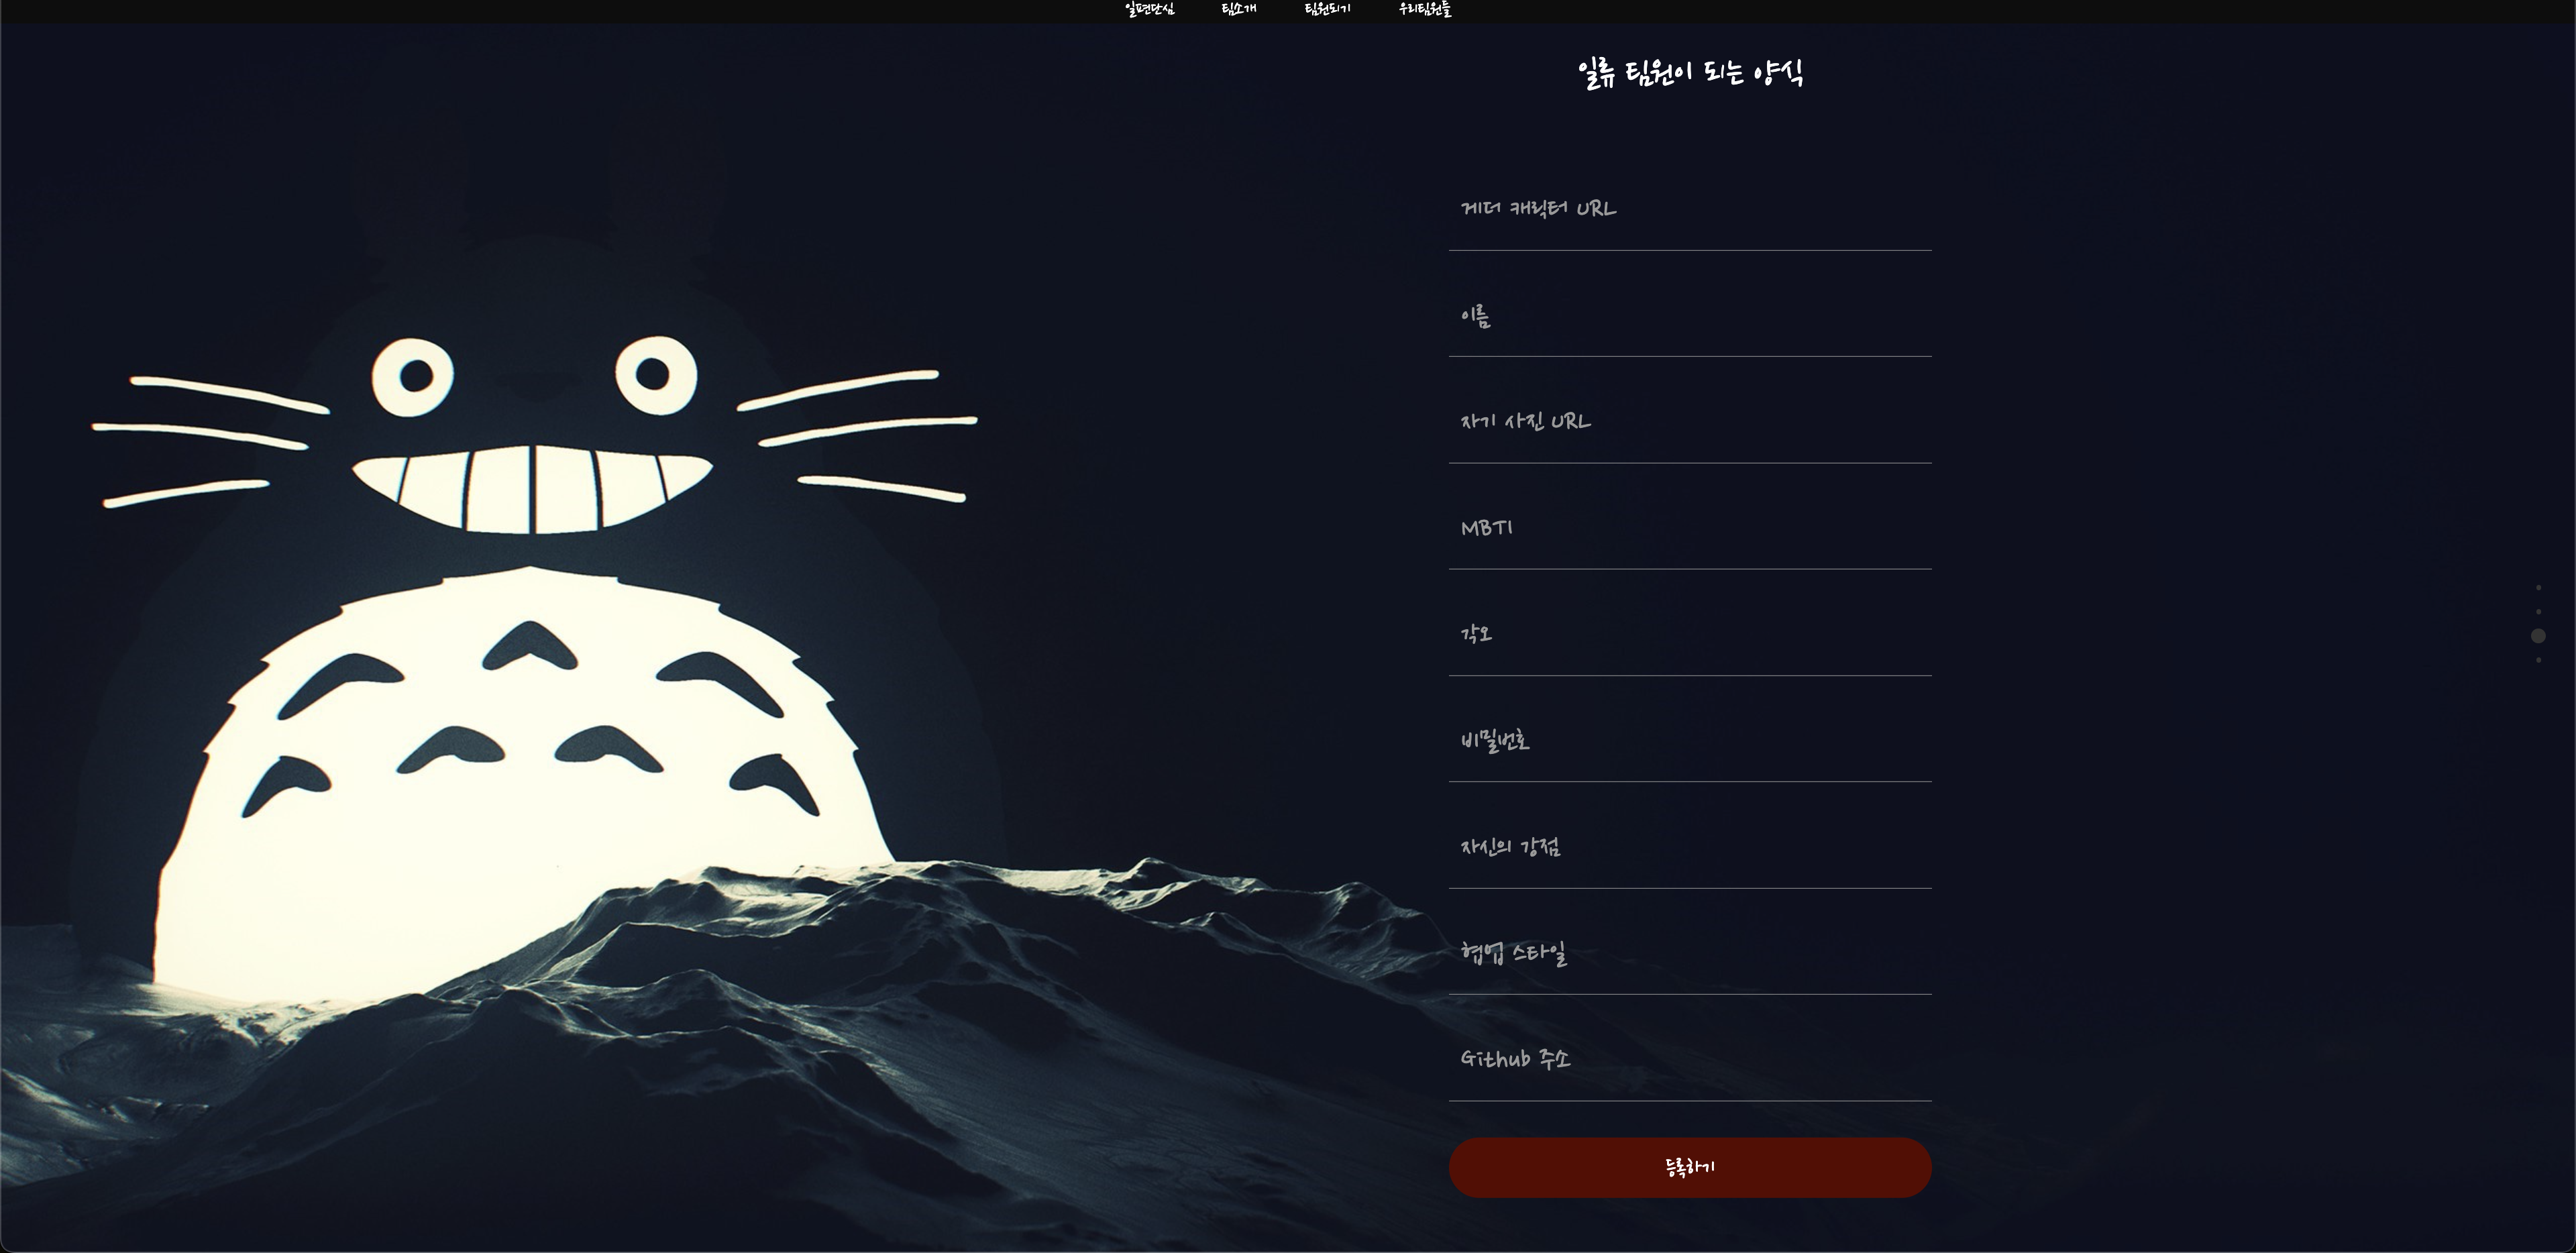 일편단심 팀소개 팀원되기 우리팀원들
일류 팀원이 되는 양식
게더 캐릭터 URL
이름
자기 사진 URL
MBTI
각오
비밀번호
자신의 강점
협업 스타일
Github 주소
등록하기